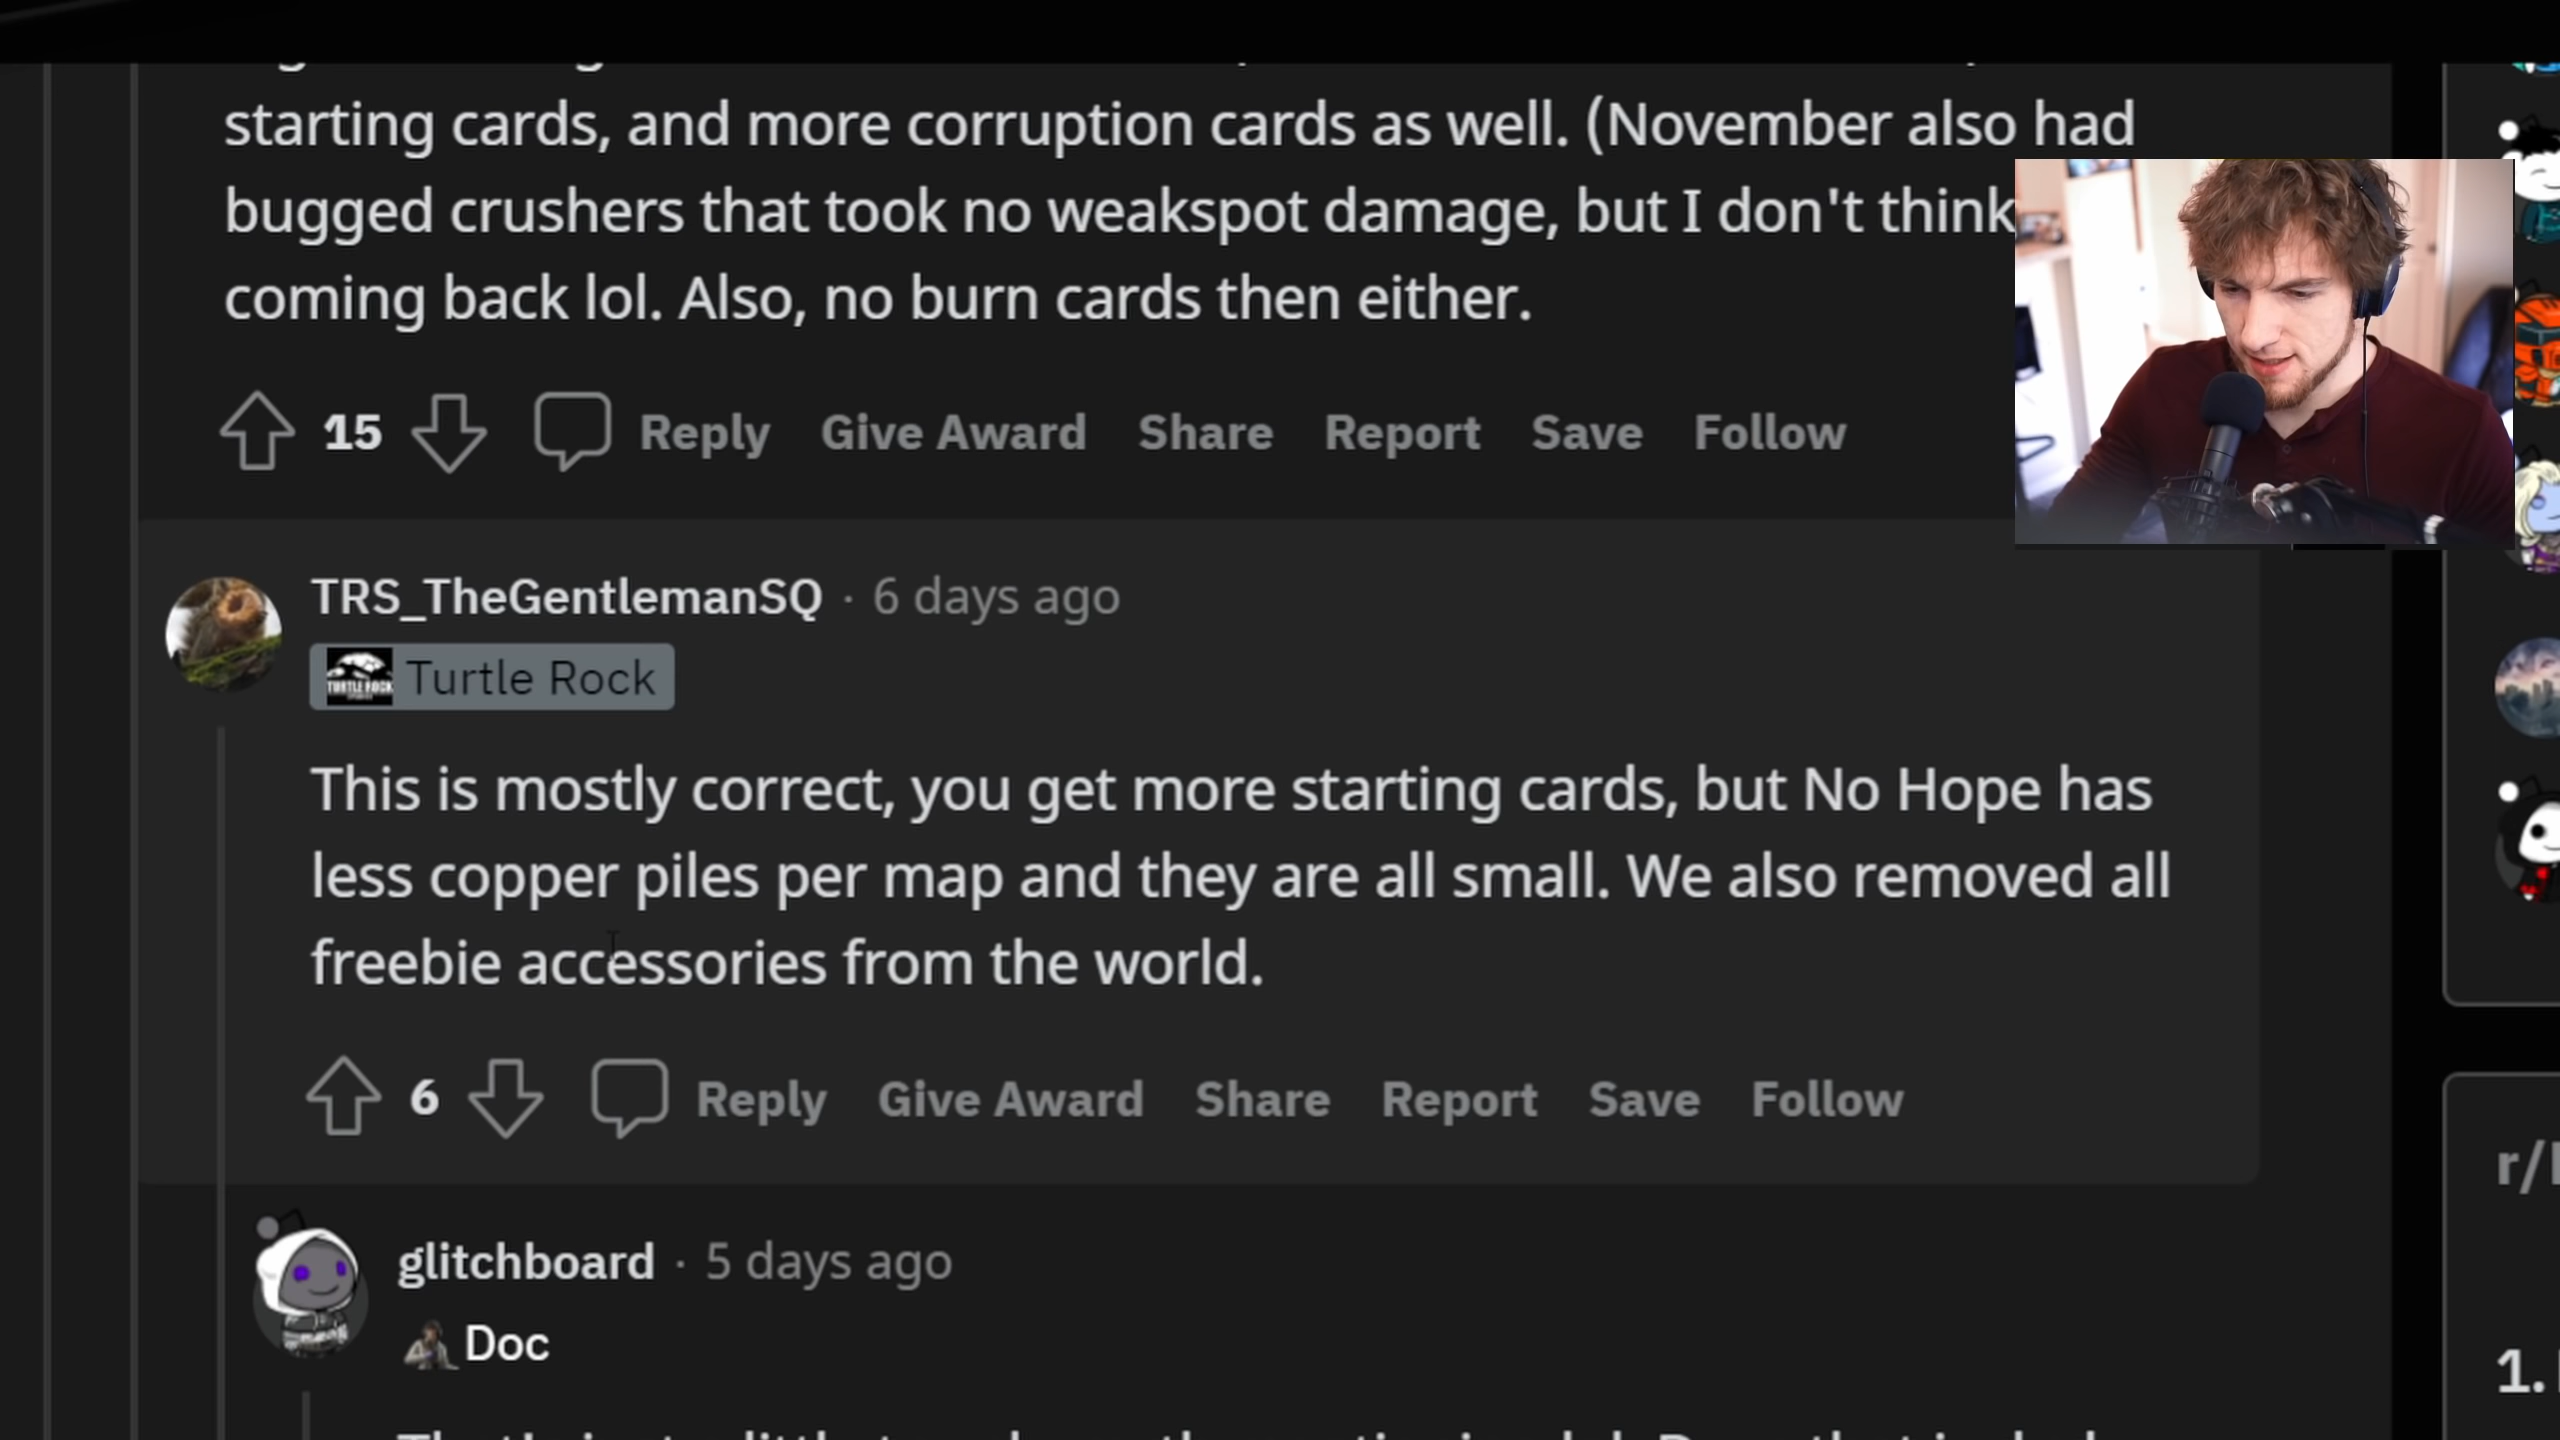 starting cards, and more corruption cards as well. (November also had
bugged crushers that took no weakspot damage, but I don't think
coming back lol. Also, no burn cards then either.
15 Reply Give Award Share Report Save Follow
TRS_TheGentlemanSQ · 6 days ago
TURTLE ROCK Turtle Rock
This is mostly correct, you get more starting cards, but No Hope has
less copper piles per map and they are all small. We also removed all
freebie accessories from the world.
6 Reply Give Award Share Report Save Follow
glitchboard · 5 days ago
Doc
r/
1.